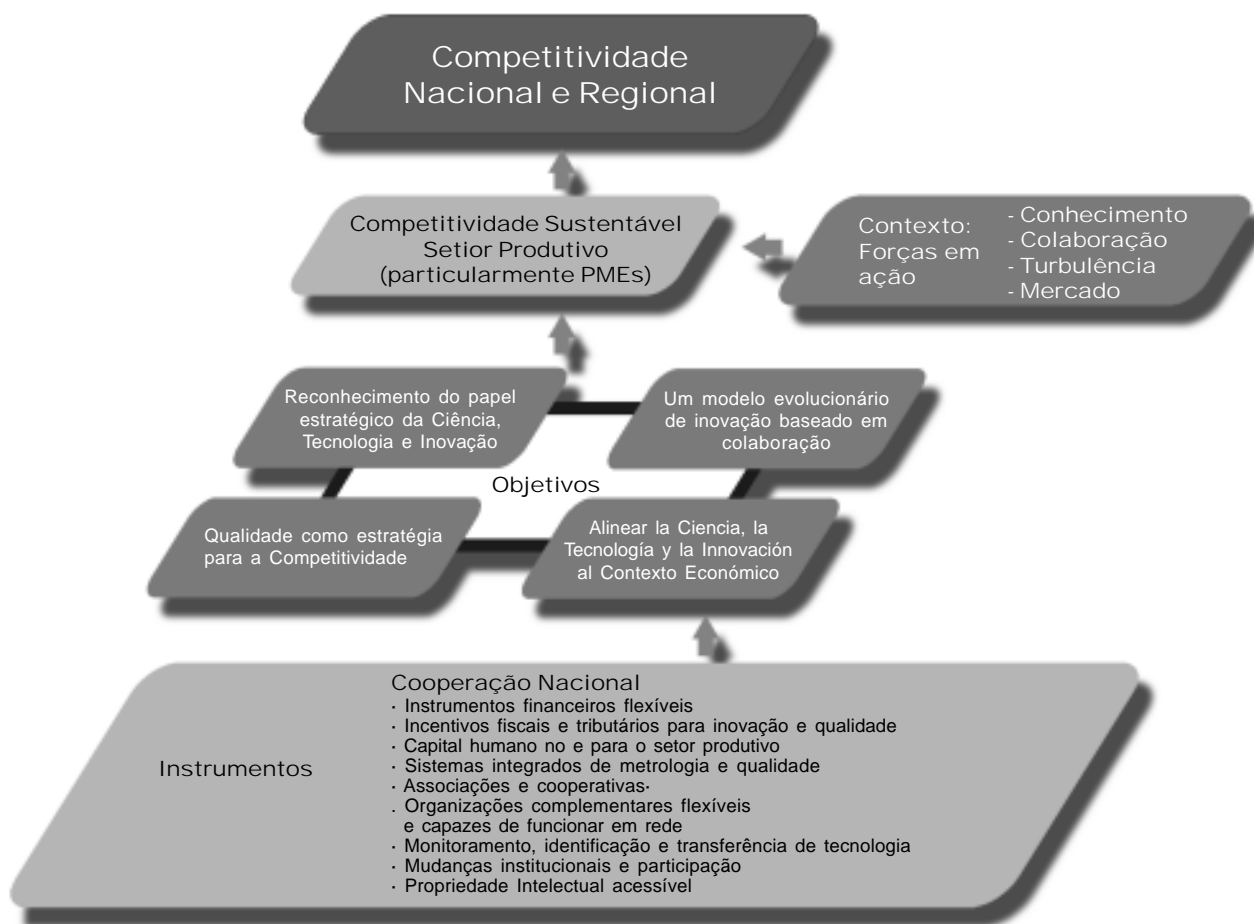 Competitividade
Nacional e Regional
Competitividade Sustentável
Setior Produtivo
(particularmente PMEs)
Contexto:
Forças em
ação
- Conhecimento
- Colaboração
- Turbulência
- Mercado
Reconhecimento do papel
estratégico da Ciência,
Tecnologia e Inovação
Um modelo evolucionário
de inovação baseado em
colaboração
Objetivos
Qualidade como estratégia
para a Competitividade
Alinear la Ciencia, la
Tecnología y la Innovación
al Contexto Económico
Instrumentos
Cooperação Nacional
· Instrumentos financeiros flexíveis
· Incentivos fiscais e tributários para inovação e qualidade
· Capital humano no e para o setor produtivo
· Sistemas integrados de metrologia e qualidade
· Associações e cooperativas·
. Organizações complementares flexíveis
e capazes de funcionar em rede
· Monitoramento, identificação e transferência de tecnologia
· Mudanças institucionais e participação
· Propriedade Intelectual acessível